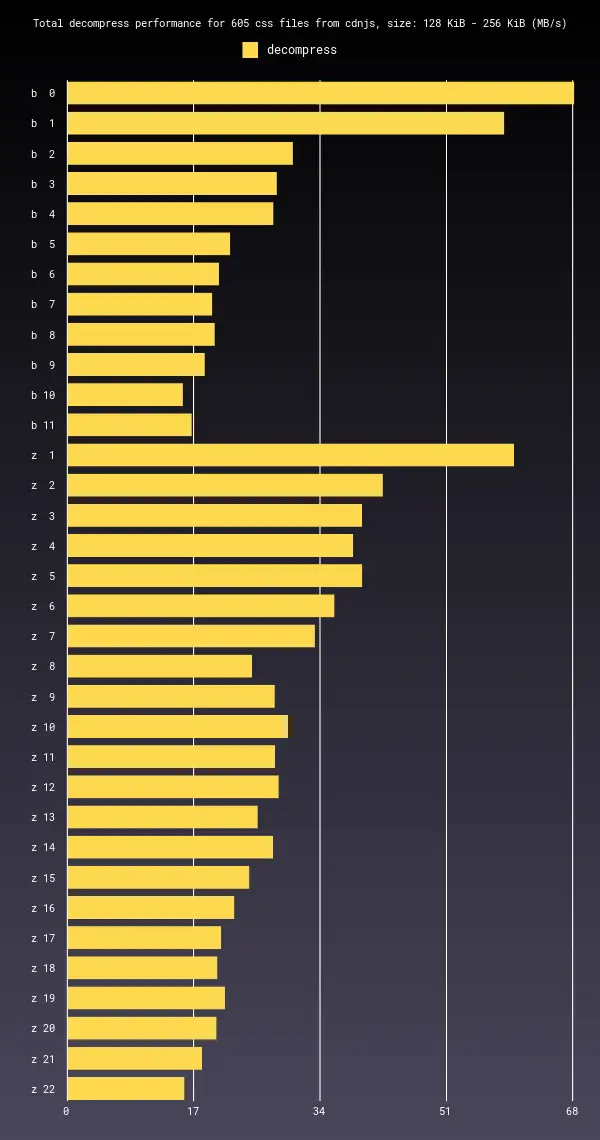 Total decompress performance for 605 css files from cdnjs, size: 128 KiB - 256 KiB (MB/s)
decompress
b 0
b 1
b 2
b 3
b 4
b 5
b 6
b 7
b 8
b 9
b 10
b 11
z 1
z 2
z 3
z 4
z 5
z 6
z 7
z 8
z 9
z 10
z 11
z 12
z 13
z 14
z 15
z 16
z 17
z 18
z 19
z 20
z 21
z 22
0 17 34 51 68